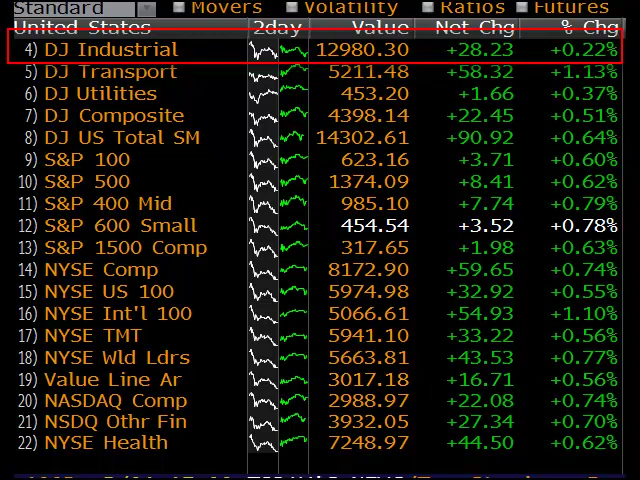 Standard Movers Volatility Ratios Futures
United States 2day Value Net Chg % Chg
4) DJ Industrial 12980.30 +28.23 +0.22%
5) DJ Transport 5211.48 +58.32 +1.13%
6) DJ Utilities 453.20 +1.66 +0.37%
7) DJ Composite 4398.14 +22.45 +0.51%
8) DJ US Total SM 14302.61 +90.92 +0.64%
9) S&P 100 623.16 +3.71 +0.60%
10) S&P 500 1374.09 +8.41 +0.62%
11) S&P 400 Mid 985.10 +7.74 +0.79%
12) S&P 600 Small 454.54 +3.52 +0.78%
13) S&P 1500 Comp 317.65 +1.98 +0.63%
14) NYSE Comp 8172.90 +59.65 +0.74%
15) NYSE US 100 5974.98 +32.92 +0.55%
16) NYSE Int'l 100 5066.61 +54.93 +1.10%
17) NYSE TMT 5941.10 +33.22 +0.56%
18) NYSE Wld Ldrs 5663.81 +43.53 +0.77%
19) Value Line Ar 3017.18 +16.71 +0.56%
20) NASDAQ Comp 2988.97 +22.08 +0.74%
21) NSDQ Othr Fin 3932.05 +27.34 +0.70%
22) NYSE Health 7248.97 +44.50 +0.62%